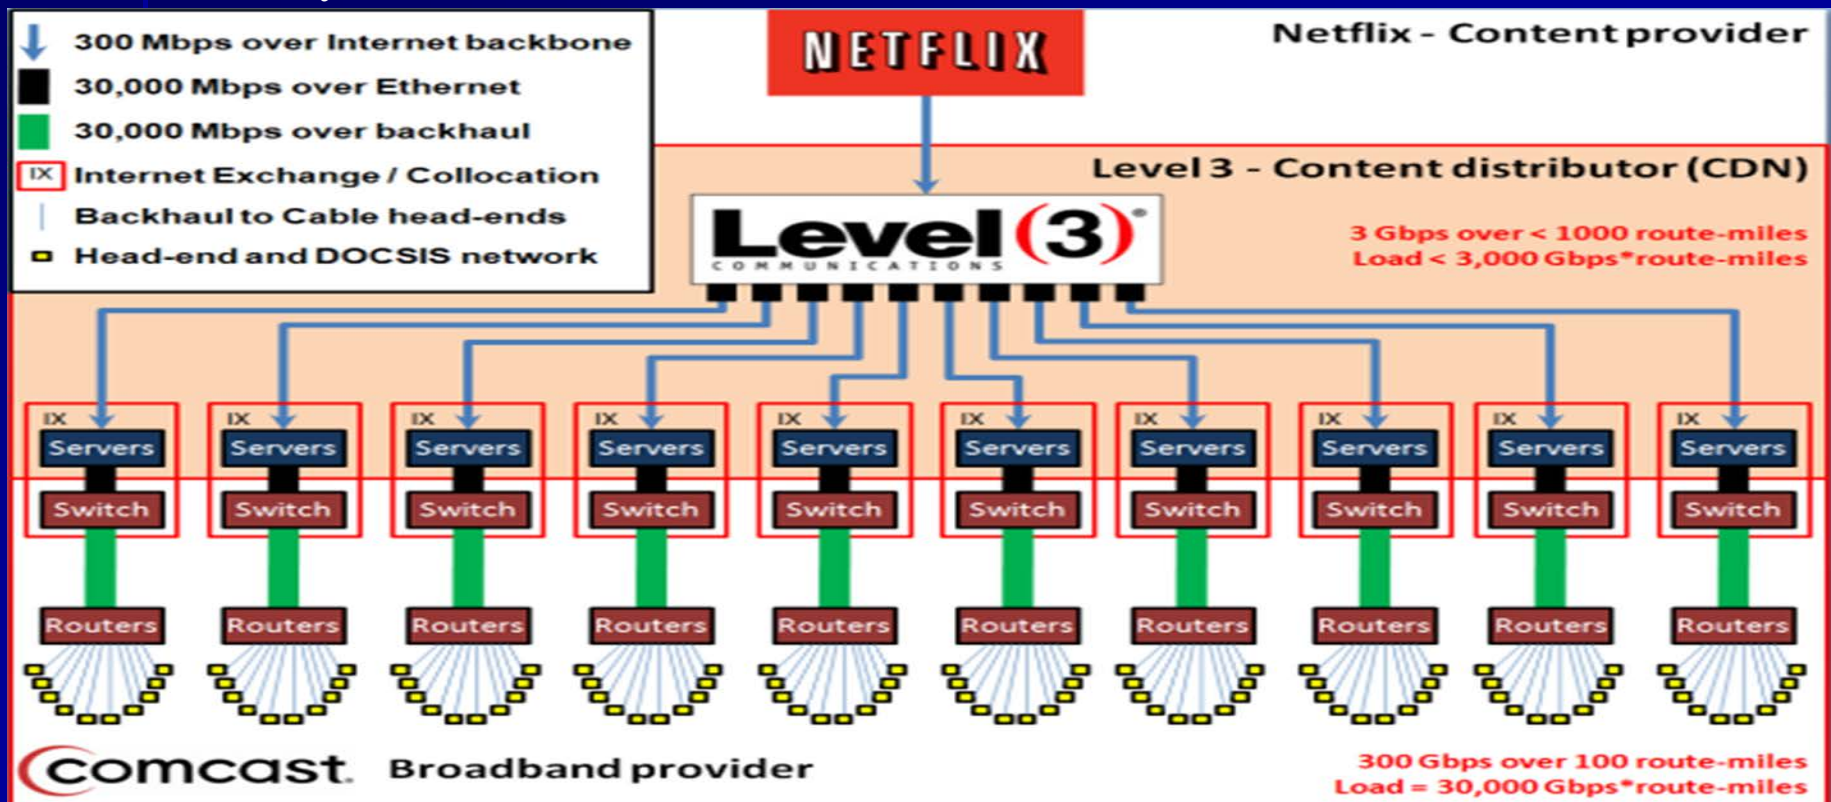 300 Mbps over Internet backbone
30,000 Mbps over Ethernet
30,000 Mbps over backhaul
IX Internet Exchange / Collocation
Backhaul to Cable head-ends
Head-end and DOCSIS network
NETFLIX
Netflix - Content provider
Level 3 - Content distributor (CDN)
Level(3)®
COMMUNICATIONS
3 Gbps over < 1000 route-miles
Load < 3,000 Gbps*route-miles
IX IX IX IX IX IX IX IX IX IX
Servers Servers Servers Servers Servers Servers Servers Servers Servers Servers
Switch Switch Switch Switch Switch Switch Switch Switch Switch Switch
Routers Routers Routers Routers Routers Routers Routers Routers Routers Routers
comcast. Broadband provider
300 Gbps over 100 route-miles
Load = 30,000 Gbps*route-miles